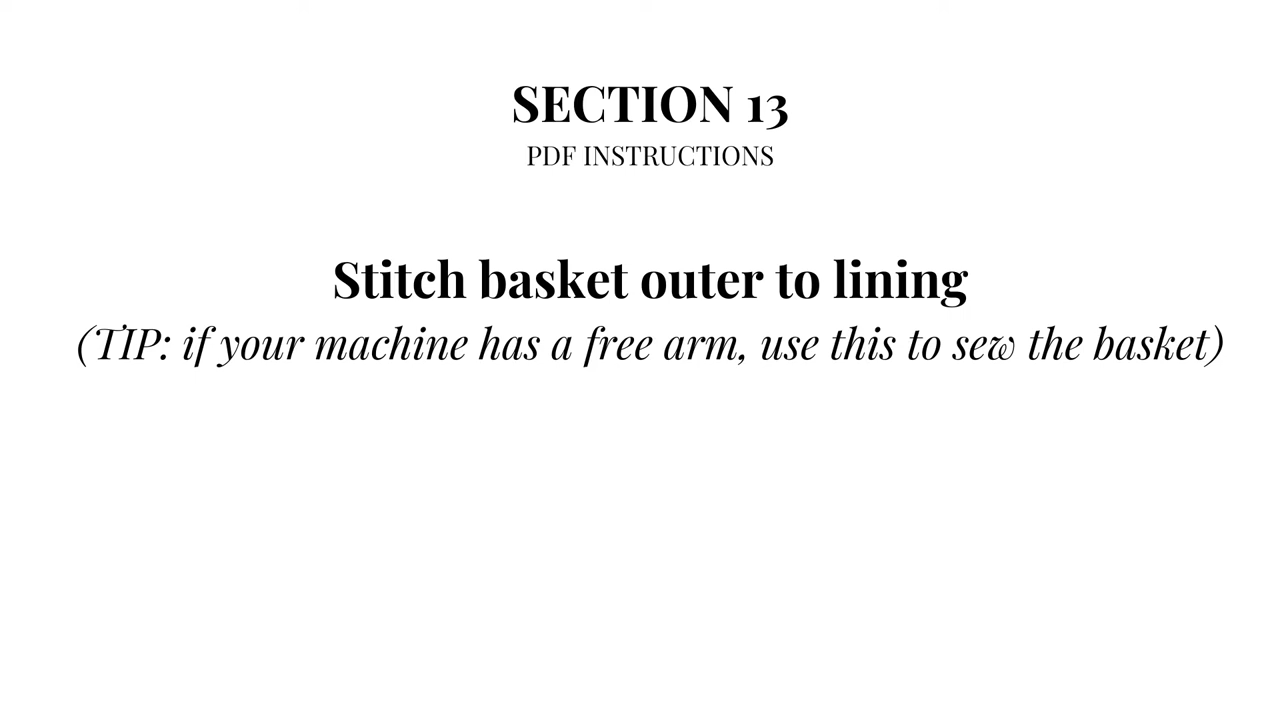 SECTION 13
PDF INSTRUCTIONS
Stitch basket outer to lining
(TIP: if your machine has a free arm, use this to sew the basket)